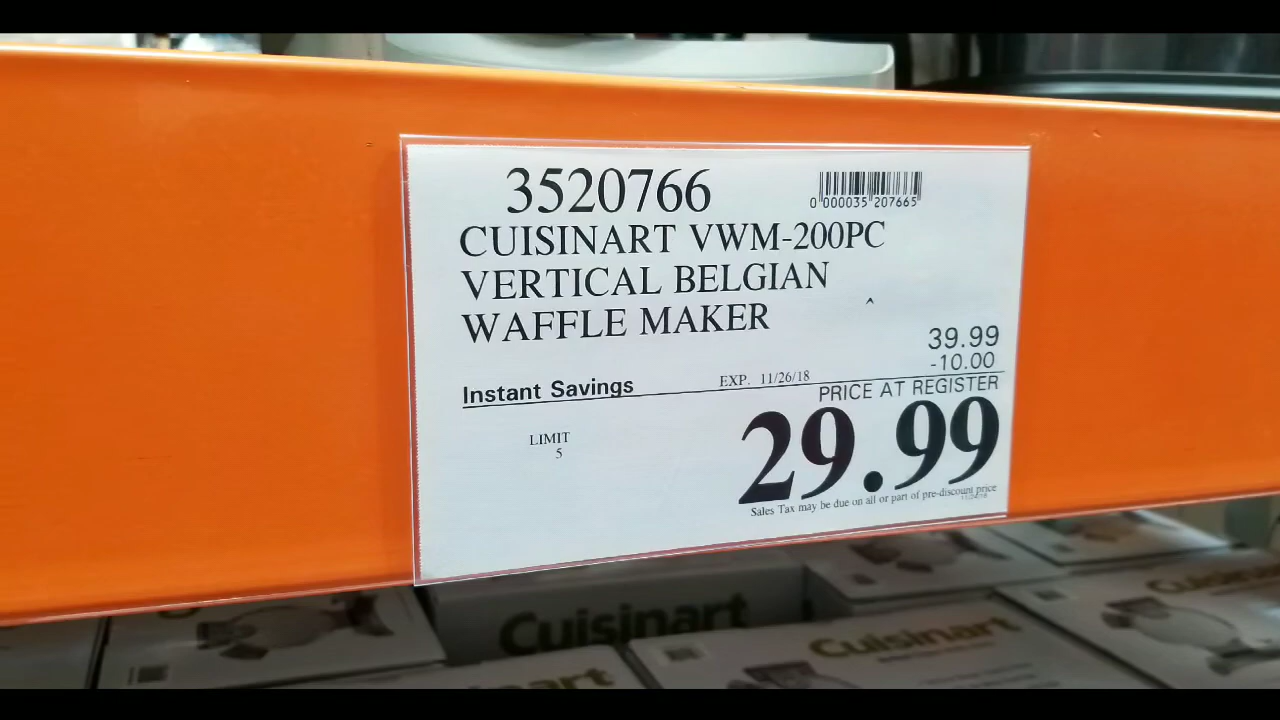 3520766
0 000035 207665
CUISINART VWM-200PC
VERTICAL BELGIAN
WAFFLE MAKER
^
39.99
-10.00
Instant Savings EXP. 11/26/18
PRICE AT REGISTER
29.99
LIMIT
5
Sales Tax may be due on all or part of pre-discount price
Cuisinart
Cuisinart
Cuisinart